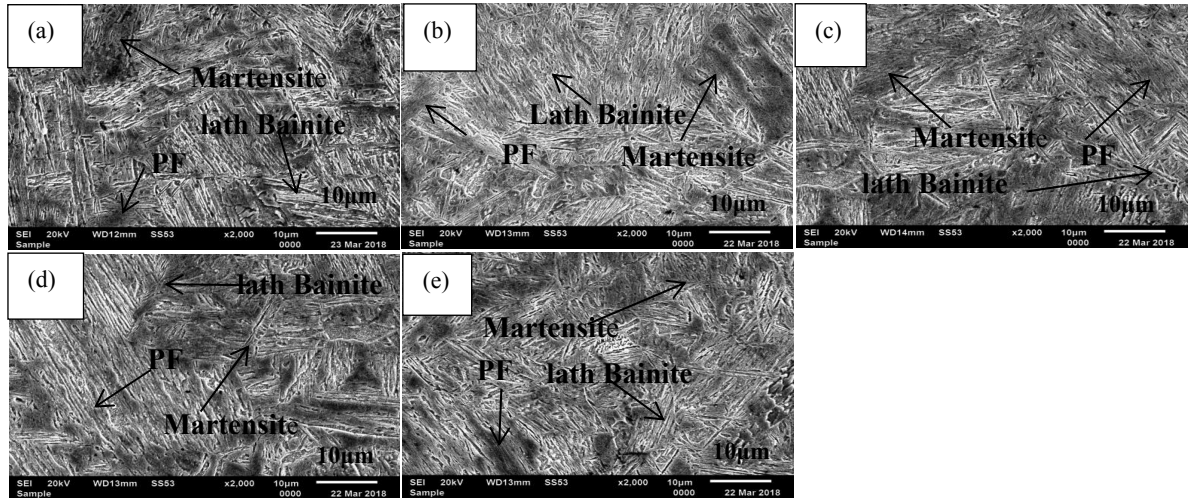 (a)
Martensite
lath Bainite
PF
10µm
SEI 20kV WD12mm SS53 x2,000 10µm
Sample 0000 23 Mar 2018
(b)
Lath Bainite
PF
Martensite
10µm
SEI 20kV WD13mm SS53 x2,000 10µm
Sample 0000 22 Mar 2018
(c)
Martensite
PF
lath Bainite
10µm
SEI 20kV WD14mm SS53 x2,000 10µm
Sample 0000 22 Mar 2018
(d)
lath Bainite
PF
Martensite
10µm
SEI 20kV WD13mm SS53 x2,000 10µm
Sample 0000 22 Mar 2018
(e)
Martensite
PF
lath Bainite
10µm
SEI 20kV WD13mm SS53 x2,000 10µm
Sample 0000 22 Mar 2018